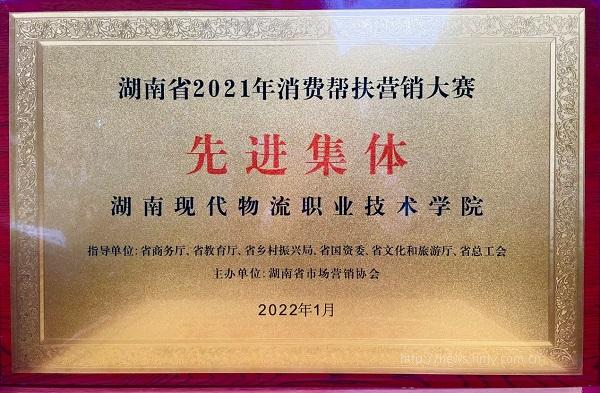 湖南省2021年消费帮扶营销大赛
先进集体
湖南现代物流职业技术学院
指导单位:省商务厅、省教育厅、省乡村振兴局、省国资委、省文化和旅游厅、省总工会
主办单位:湖南省市场营销协会
2022年1月